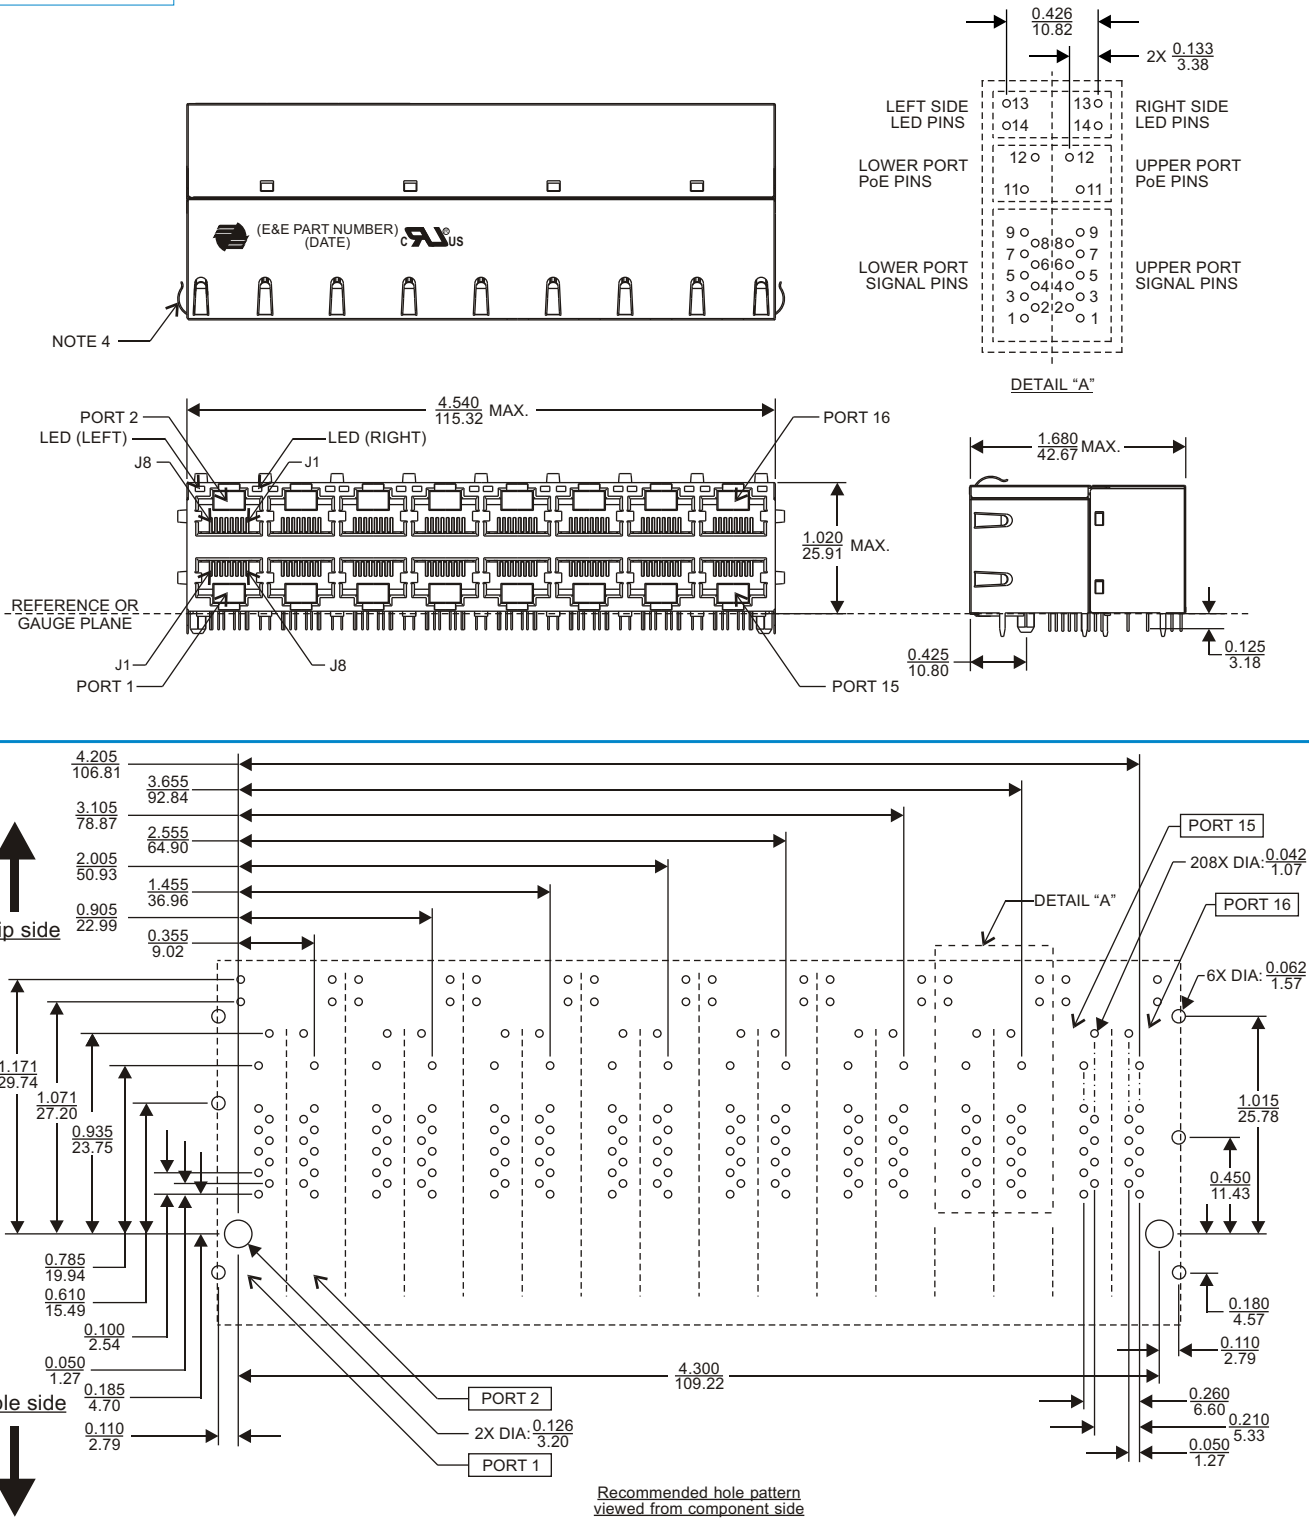 0.426
10.82
2X 0.133
3.38
LEFT SIDE
LED PINS
13 13
14 14
RIGHT SIDE
LED PINS
LOWER PORT
PoE PINS
12 12
11 11
UPPER PORT
PoE PINS
LOWER PORT
SIGNAL PINS
9 8 8 9
7 6 6 7
5 4 4 5
3 2 2 3
1 1
UPPER PORT
SIGNAL PINS
DETAIL “A”
(E&E PART NUMBER)
(DATE)
C US
NOTE 4
PORT 2
LED (LEFT)
J8
4.540
115.32 MAX.
LED (RIGHT)
J1
PORT 16
1.020
25.91 MAX.
REFERENCE OR
GAUGE PLANE
J1
PORT 1
J8
PORT 15
1.680
42.67 MAX.
0.425
10.80
0.125
3.18
4.205
106.81
3.655
92.84
3.105
78.87
2.555
64.90
2.005
50.93
1.455
36.96
0.905
22.99
0.355
9.02
ip side
PORT 15
208X DIA: 0.042
1.07
DETAIL “A”
PORT 16
6X DIA: 0.062
1.57
1.171
29.74
1.071
27.20
0.935
23.75
1.015
25.78
0.450
11.43
0.785
19.94
0.610
15.49
0.100
2.54
0.050
1.27
0.185
4.70
0.110
2.79
ble side
0.180
4.57
0.110
2.79
4.300
109.22
0.260
6.60
0.210
5.33
0.050
1.27
PORT 2
2X DIA: 0.126
3.20
PORT 1
Recommended hole pattern
viewed from component side